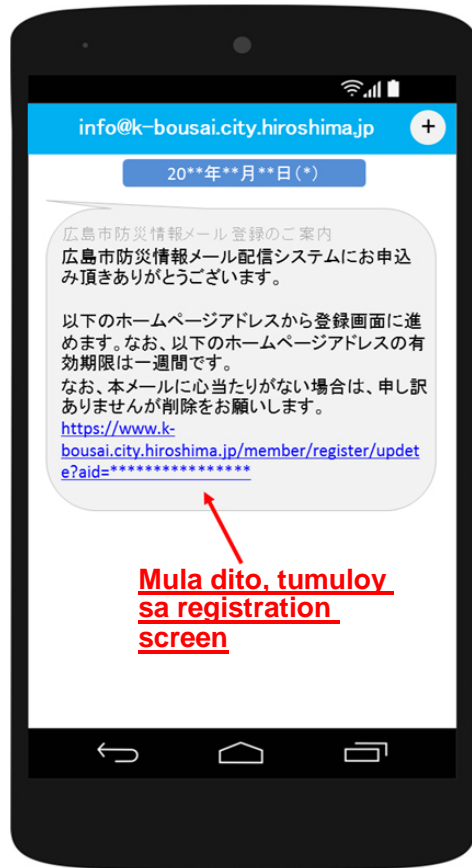 info@k-bousai.city.hiroshima.jp
+
20**年**月**日(*)
広島市防災情報メール登録のご案内
広島市防災情報メール配信システムにお申込
み頂きありがとうございます。
以下のホームページアドレスから登録画面に進
めます。なお、以下のホームページアドレスの有
効期限は一週間です。
なお、本メールに心当たりがない場合は、申し訳
ありませんが削除をお願いします。
https://www.k-
bousai.city.hiroshima.jp/member/register/updet
e?aid=****************
Mula dito, tumuloy
sa registration
screen